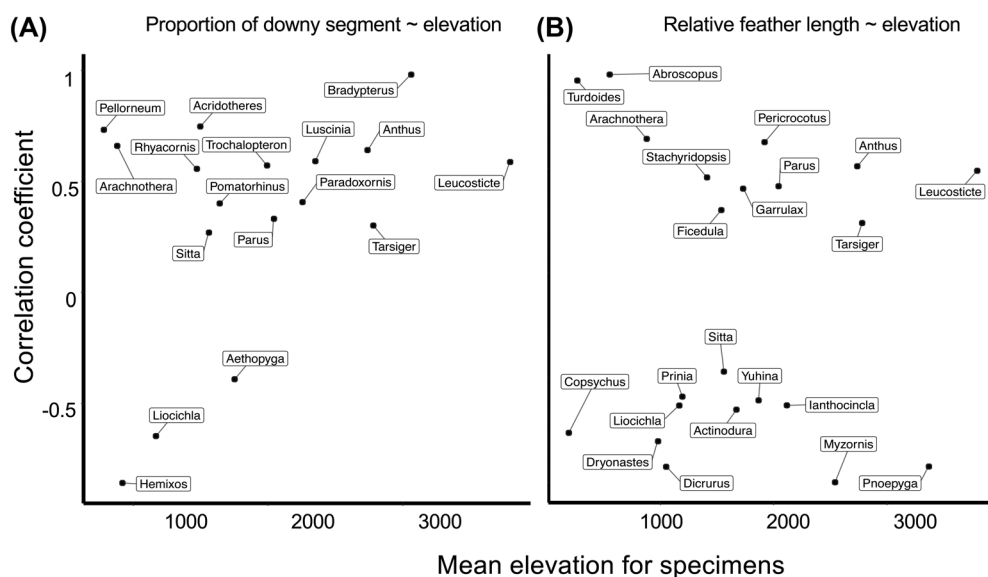 (A) Proportion of downy segment ~ elevation
Correlation coefficient
1
0.5
0
-0.5
Bradypterus
Pellorneum
Acridotheres
Luscinia
Anthus
Rhyacornis
Trochalopteron
Arachnothera
Pomatorhinus
Paradoxornis
Leucosticte
Sitta
Parus
Tarsiger
Aethopyga
Liocichla
Hemixos
1000 2000 3000
(B) Relative feather length ~ elevation
Abroscopus
Turdoides
Arachnothera
Pericrocotus
Stachyridopsis
Parus
Anthus
Leucosticte
Garrulax
Ficedula
Tarsiger
Sitta
Copsychus
Prinia
Yuhina
Liocichla
Actinodura
Ianthocincla
Dryonastes
Dicrurus
Myzornis
Pnoepyga
1000 2000 3000
Mean elevation for specimens